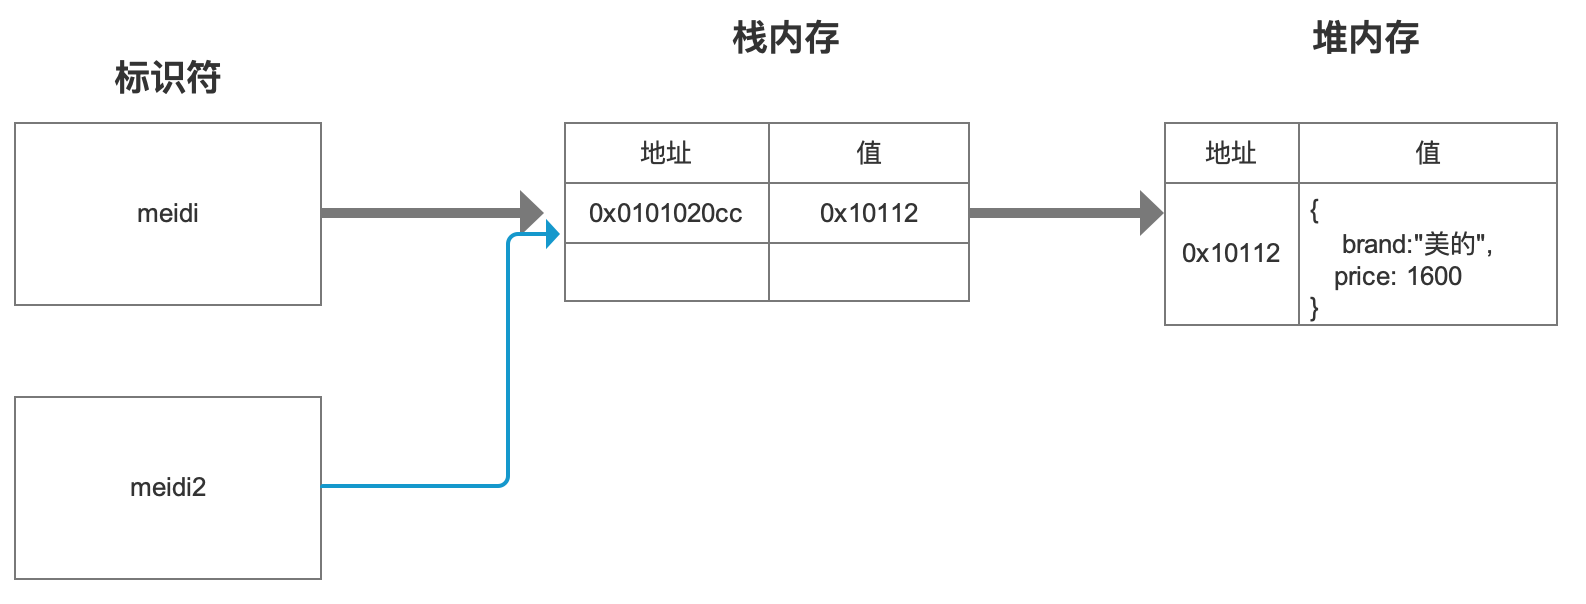 标识符
栈内存
堆内存
meidi
地址 值
0x0101020cc 0x10112
地址 值
0x10112
{
brand:"美的",
price: 1600
}
meidi2